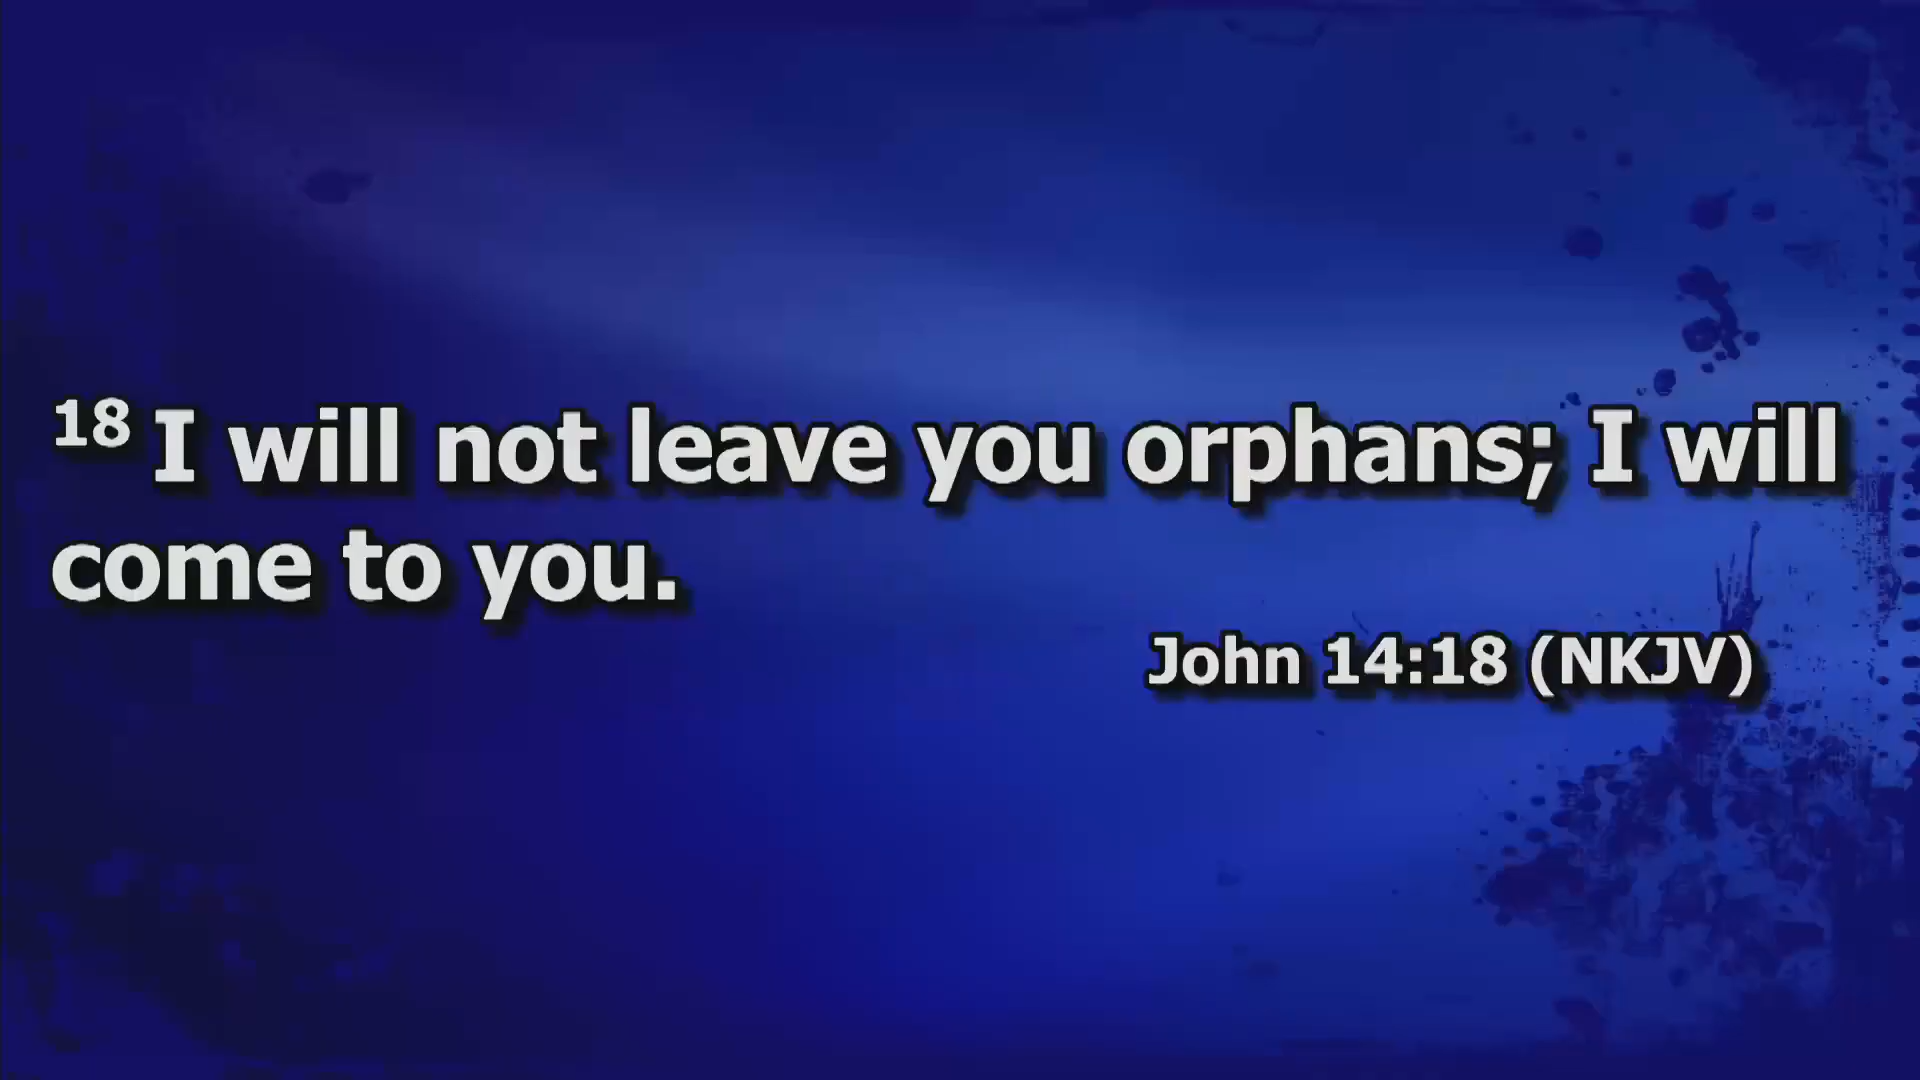 18 I will not leave you orphans; I will
come to you.
John 14:18 (NKJV)